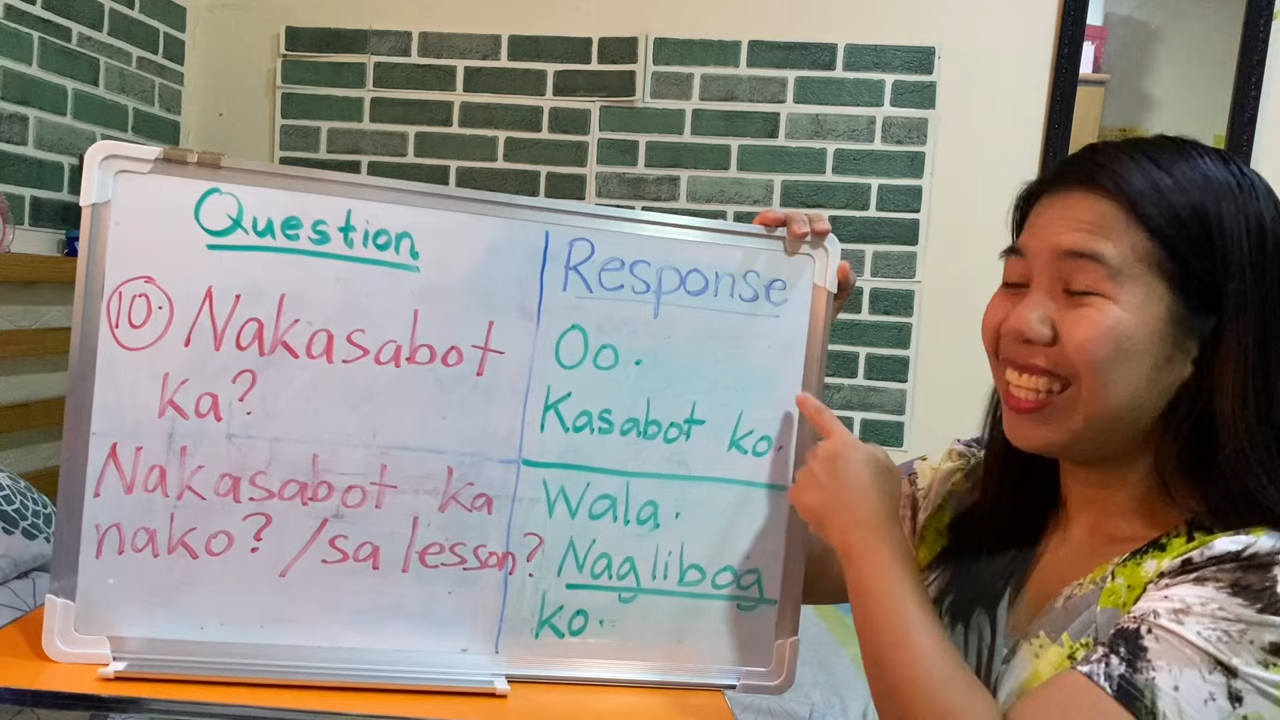 Question
10. Nakasabot
ka?
Nakasabot ka
nako? /sa lesson?
Response
Oo.
Kasabot ko.
Wala.
Naglibog
ko.